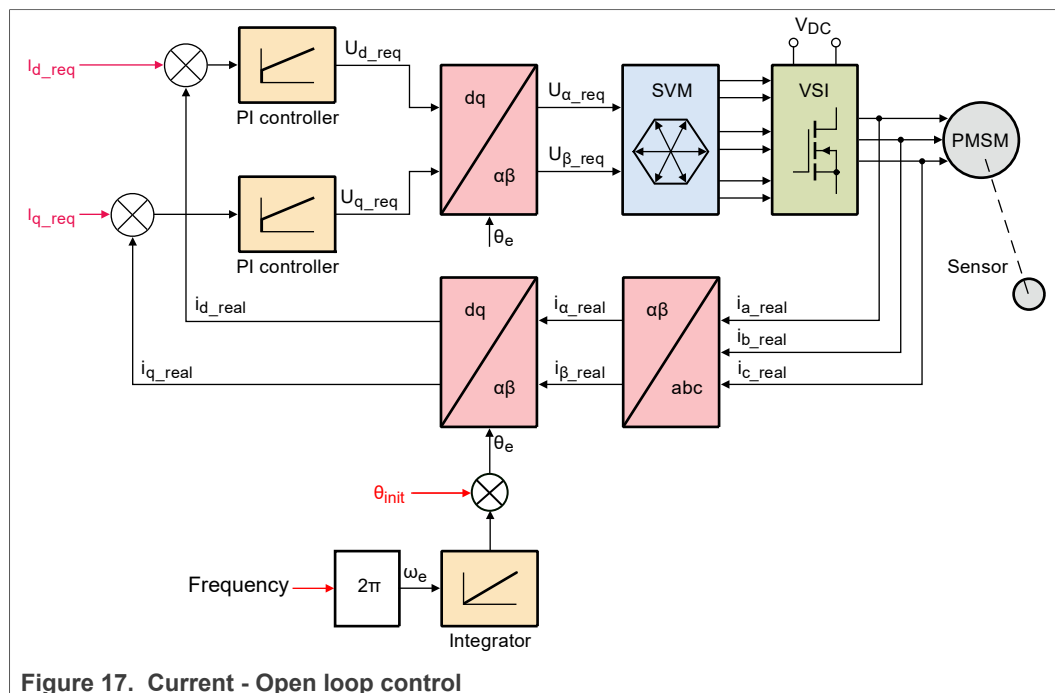 V_DC
I_d_req
U_d_req
PI controller
dq
αβ
U_α_req
U_β_req
SVM
VSI
PMSM
I_q_req
U_q_req
PI controller
θ_e
Sensor
i_d_real
i_q_real
dq
αβ
i_α_real
i_β_real
αβ
abc
i_a_real
i_b_real
i_c_real
θ_e
θ_init
Frequency
2π
ω_e
Integrator
Figure 17. Current - Open loop control